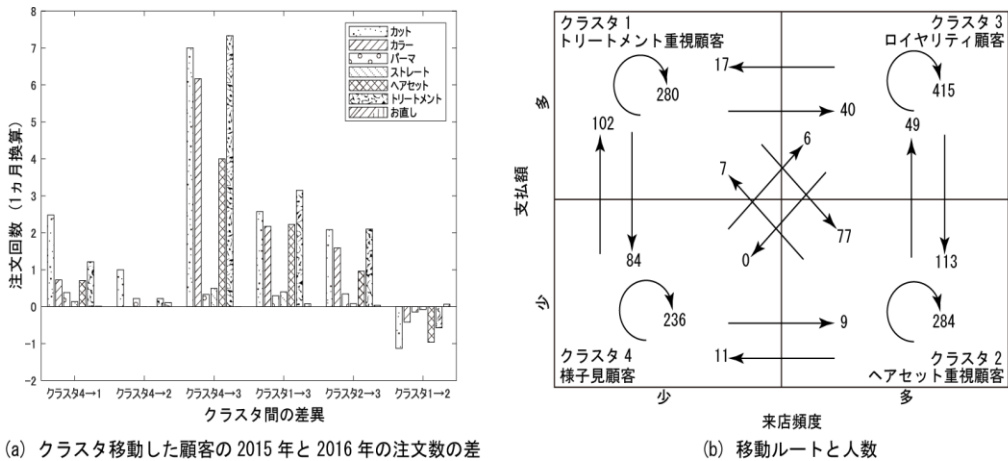 8
7
6
5
4
3
2
1
0
−1
−2
注文回数（1ヵ月換算）
カット
カラー
パーマ
ストレート
ヘアセット
トリートメント
お直し
クラスタ4→1
クラスタ4→2
クラスタ4→3
クラスタ1→3
クラスタ2→3
クラスタ1→2
クラスタ間の差異
(a) クラスタ移動した顧客の 2015 年と 2016 年の注文数の差
クラスタ 1
トリートメント重視顧客
クラスタ 3
ロイヤリティ顧客
17
280
415
40
102
49
6
7
77
84
0
113
236
9
284
11
クラスタ 4
様子見顧客
クラスタ 2
ヘアセット重視顧客
多
支払額
少
少
多
来店頻度
(b) 移動ルートと人数